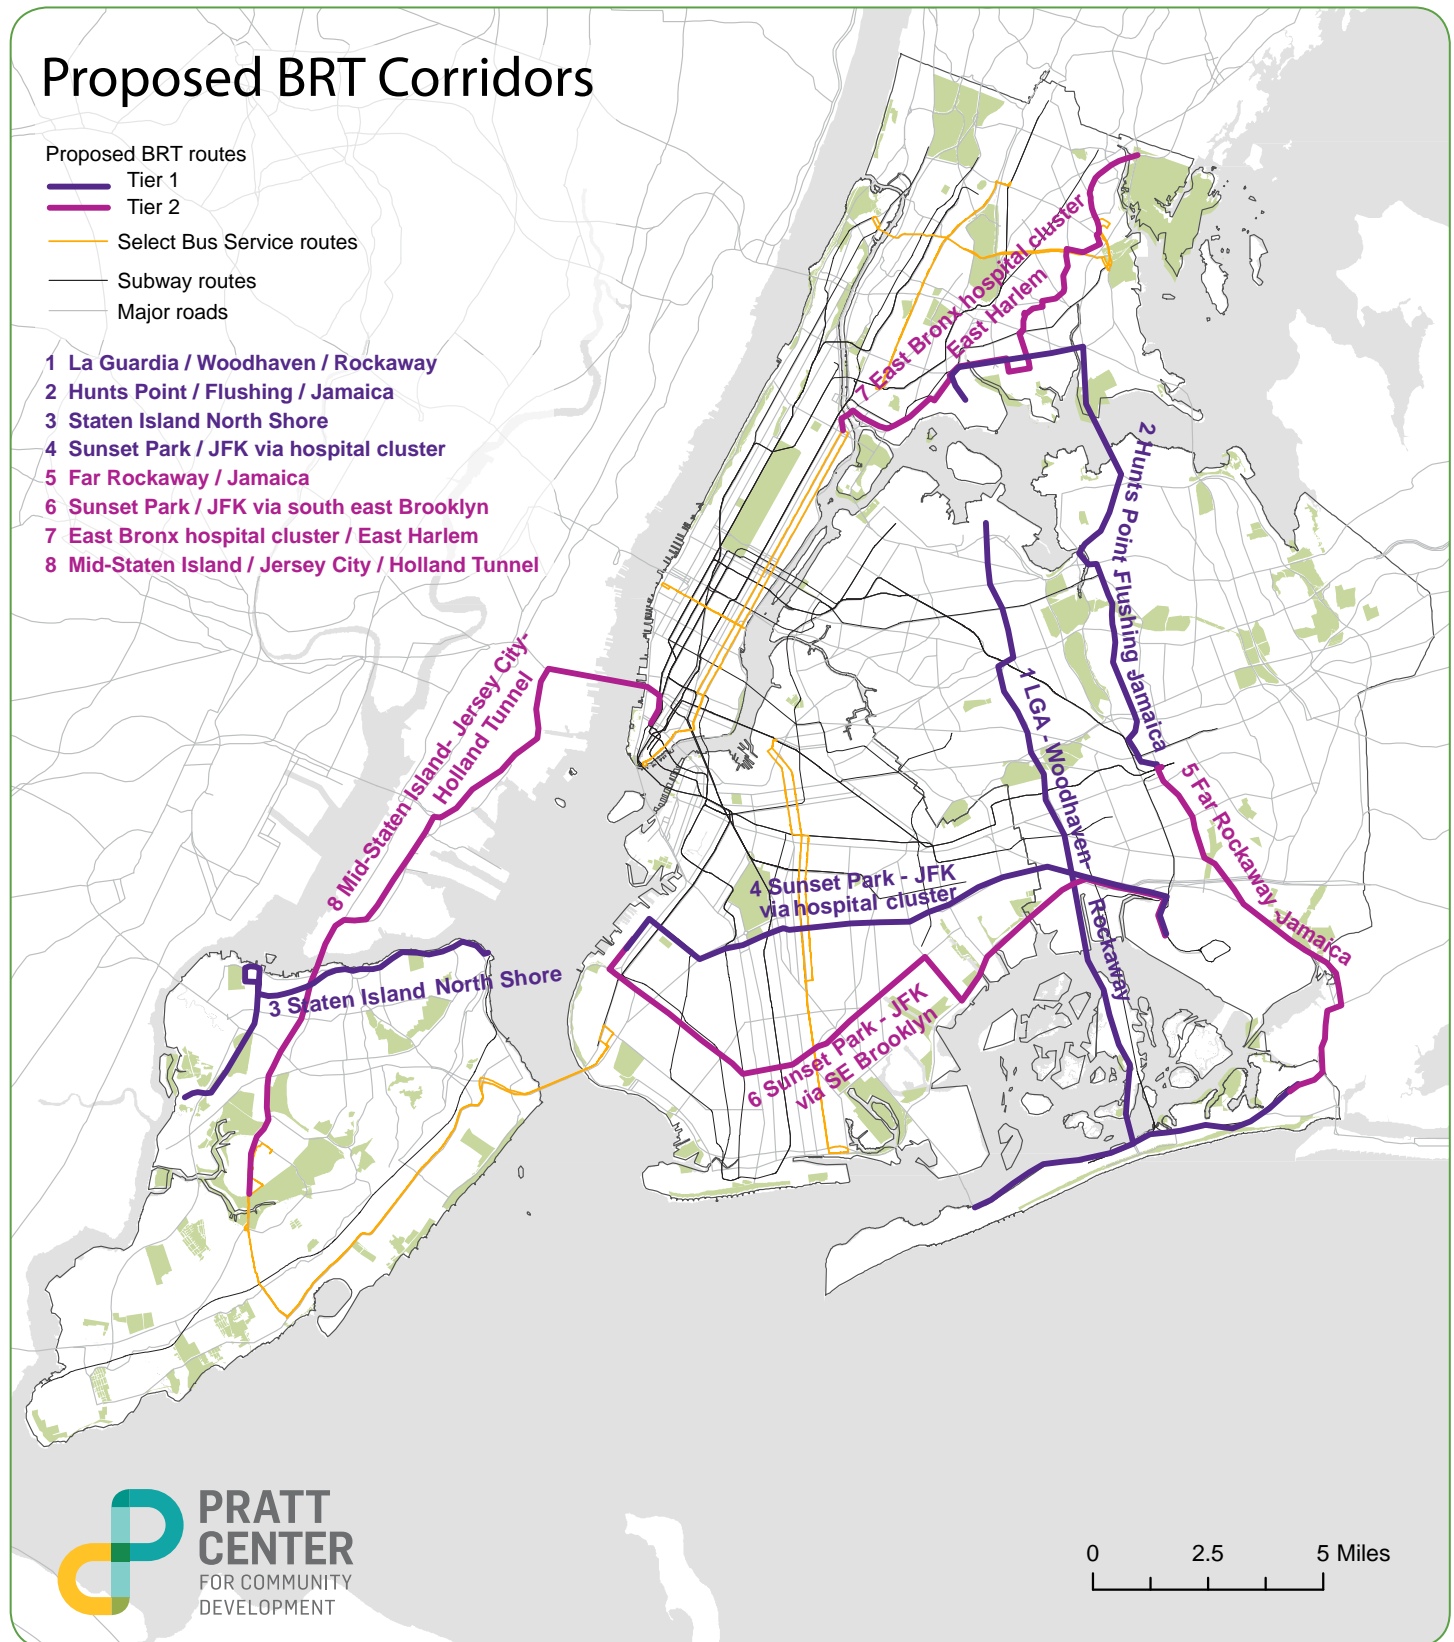 Proposed BRT Corridors
Proposed BRT routes
Tier 1
Tier 2
Select Bus Service routes
Subway routes
Major roads
1 La Guardia / Woodhaven / Rockaway
2 Hunts Point / Flushing / Jamaica
3 Staten Island North Shore
4 Sunset Park / JFK via hospital cluster
5 Far Rockaway / Jamaica
6 Sunset Park / JFK via south east Brooklyn
7 East Bronx hospital cluster / East Harlem
8 Mid-Staten Island / Jersey City / Holland Tunnel
7 East Bronx hospital cluster
East Harlem
2 Hunts Point Flushing Jamaica
8 Mid-Staten Island- Jersey City-
Holland Tunnel
1 LGA - Woodhaven
Rockaway
5 Far Rockaway Jamaica
4 Sunset Park - JFK
via hospital cluster
3 Staten Island North Shore
6 Sunset Park - JFK
via SE Brooklyn
PRATT
CENTER
FOR COMMUNITY
DEVELOPMENT
0 2.5 5 Miles